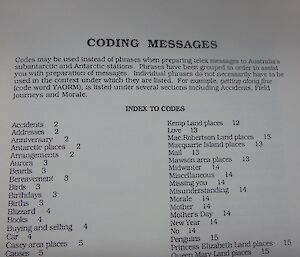 CODING MESSAGES
Codes may be used instead of phrases when preparing telex messages to Australia's
subantarctic and Antarctic stations. Phrases have been grouped in order to assist
you with preparation of messages. Individual phrases do not necessarily have to be
used in the context under which they are listed. For example, getting along fine
(code word YAORM), is listed under several sections including Accidents, Field
journeys and Morale.
INDEX TO CODES
Accidents 2
Addresses 2
Anniversary 2
Antarctic places 2
Arrangements 2
Aurora 3
Beards 3
Bereavement 3
Birds 3
Birthdays 3
Births 3
Blizzard 4
Books 4
Buying and selling 4
Car 4
Casey area places 5
Causes 5
Kemp Land places 12
Love 13
Mac.Robertson Land places 13
Macquarie Island places 13
Mail 13
Mawson area places 13
Midwinter 14
Miscellaneous 14
Missing you 14
Misunderstanding 14
Morale 14
Mother 14
Mother's Day 14
New Year 14
No 14
Penguins 15
Princess Elizabeth Land places 15
Queen Mary Land places 15